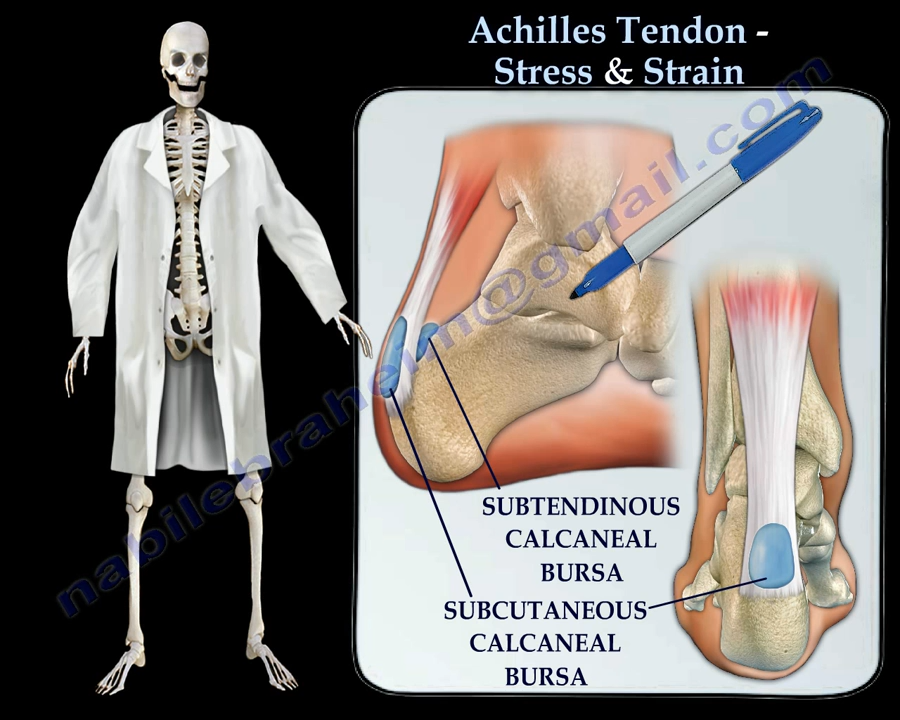 Achilles Tendon -
Stress & Strain
nabilebraheim@gmail.com
SUBTENDINOUS
CALCANEAL
BURSA
SUBCUTANEOUS
CALCANEAL
BURSA